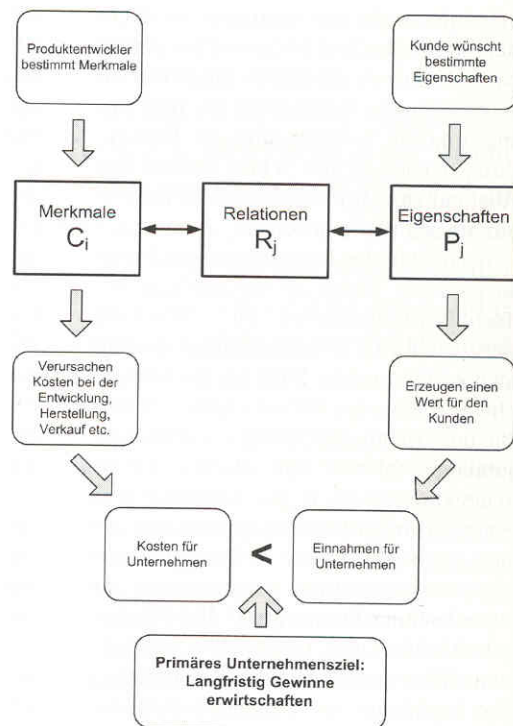 Produktentwickler
bestimmt Merkmale
Kunde wünscht
bestimmte
Eigenschaften
Merkmale
Ci
Relationen
Rj
Eigenschaften
Pj
Verursachen
Kosten bei der
Entwicklung,
Herstellung,
Verkauf etc.
Erzeugen einen
Wert für den
Kunden
Kosten für
Unternehmen
<
Einnahmen für
Unternehmen
Primäres Unternehmensziel:
Langfristig Gewinne
erwirtschaften